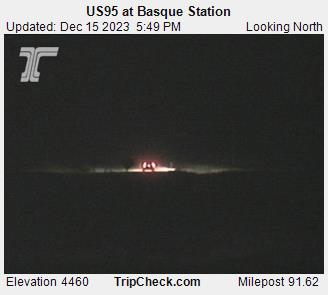 US95 at Basque Station
Updated: Dec 15 2023 5:49 PM Looking North
Elevation 4460 TripCheck.com Milepost 91.62